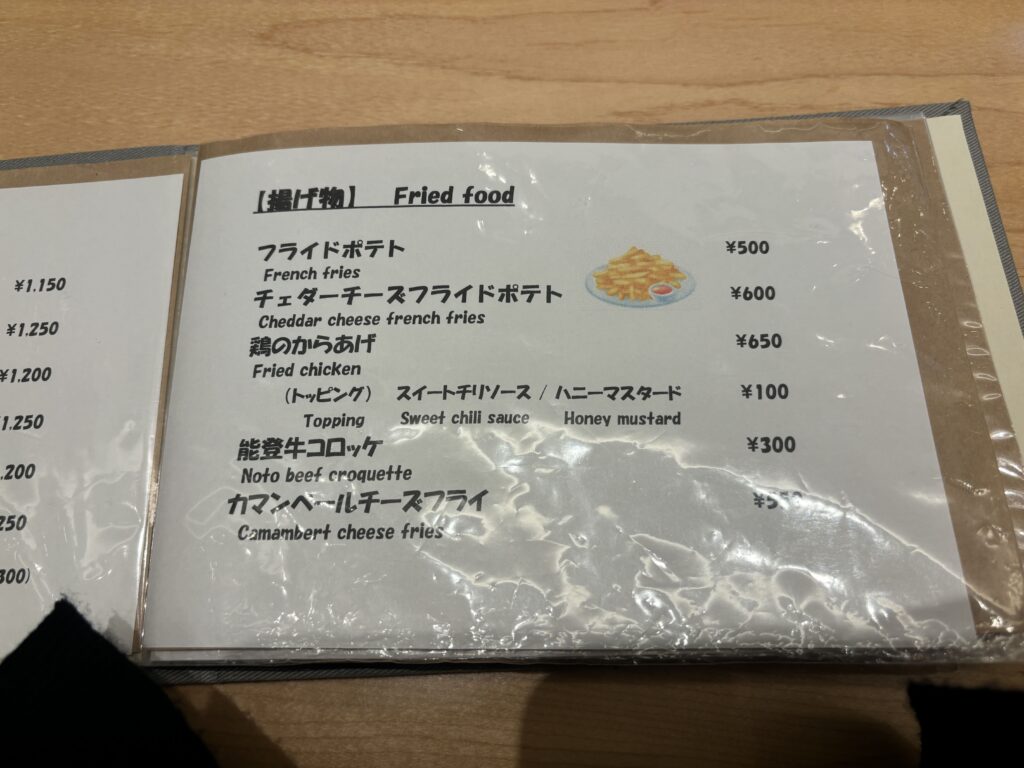 ¥1.150
¥1.250
¥1.200
1.250
.200
250
300)
【揚げ物】 Fried food
フライドポテト ¥500
French fries
チェダーチーズフライドポテト ¥600
Cheddar cheese french fries
鶏のからあげ ¥650
Fried chicken
（トッピング） スイートチリソース / ハニーマスタード ¥100
Topping Sweet chili sauce Honey mustard
能登牛コロッケ ¥300
Noto beef croquette
カマンベールチーズフライ
Camambert cheese fries